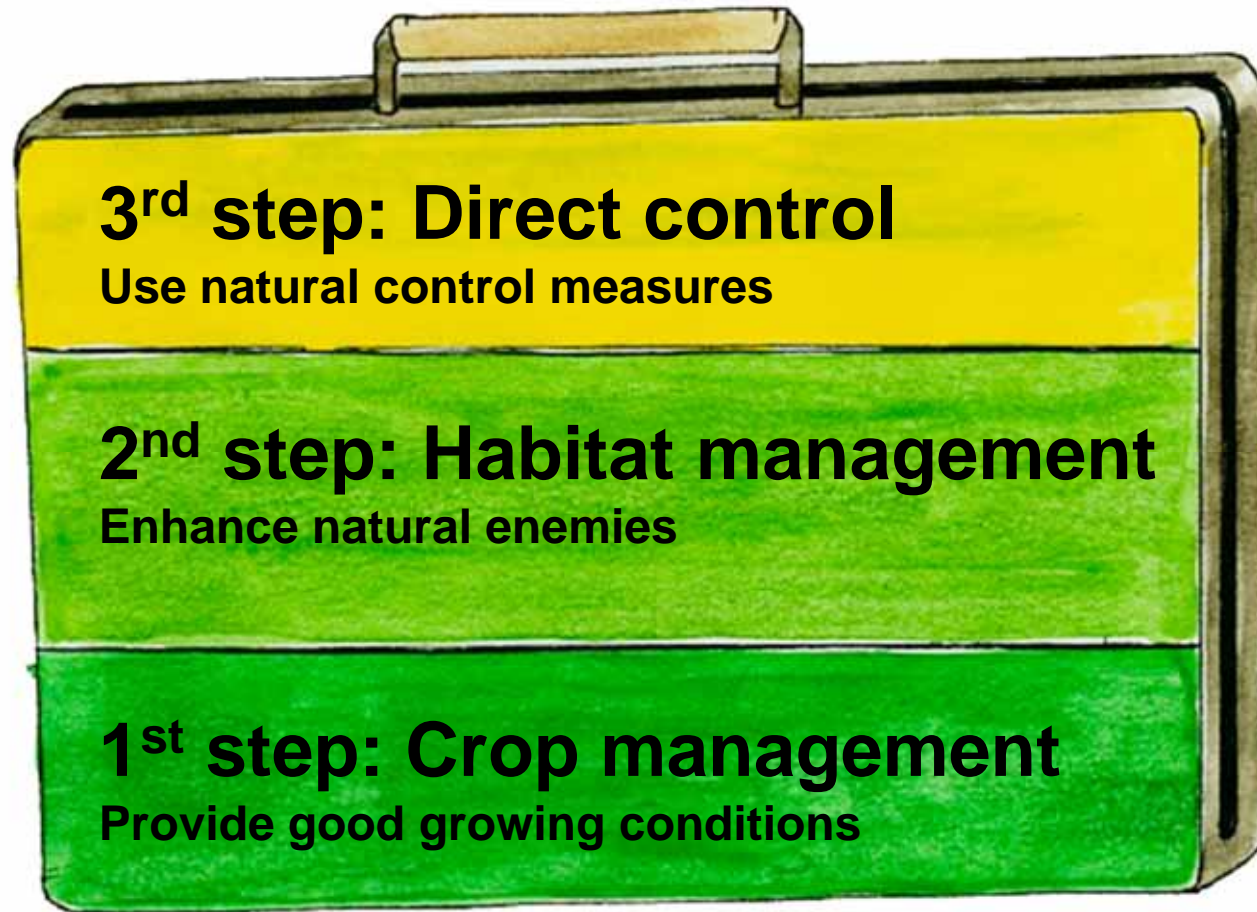 3rd step: Direct control
Use natural control measures
2nd step: Habitat management
Enhance natural enemies
1st step: Crop management
Provide good growing conditions